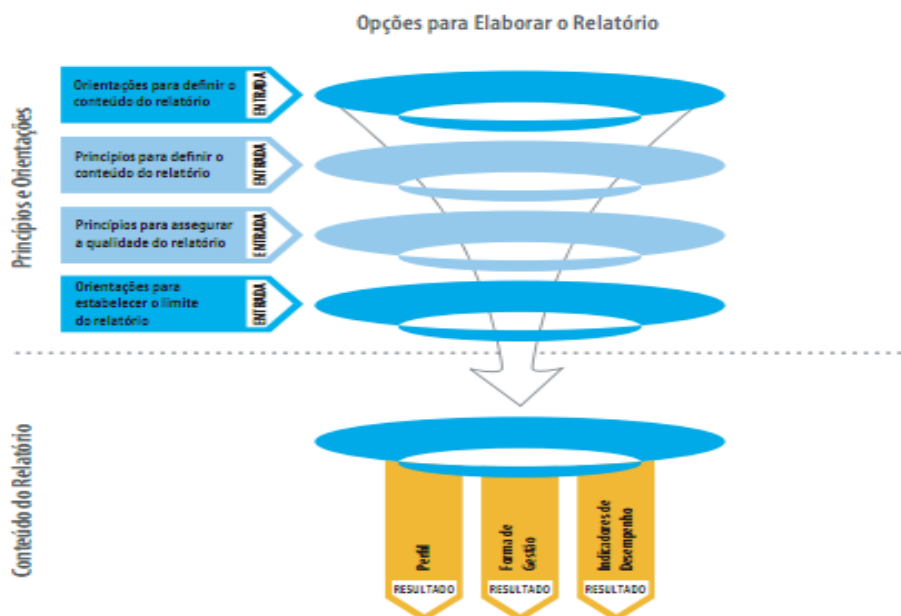 Opções para Elaborar o Relatório
Princípios e Orientações
Orientações para definir o
conteúdo do relatório
ENTRADA
Princípios para definir o
conteúdo do relatório
ENTRADA
Princípios para assegurar
a qualidade do relatório
ENTRADA
Orientações para
estabelecer o limite
do relatório
ENTRADA
Conteúdo do Relatório
Perfil
RESULTADO
Forma de
Gestão
RESULTADO
Indicadores de
Desempenho
RESULTADO